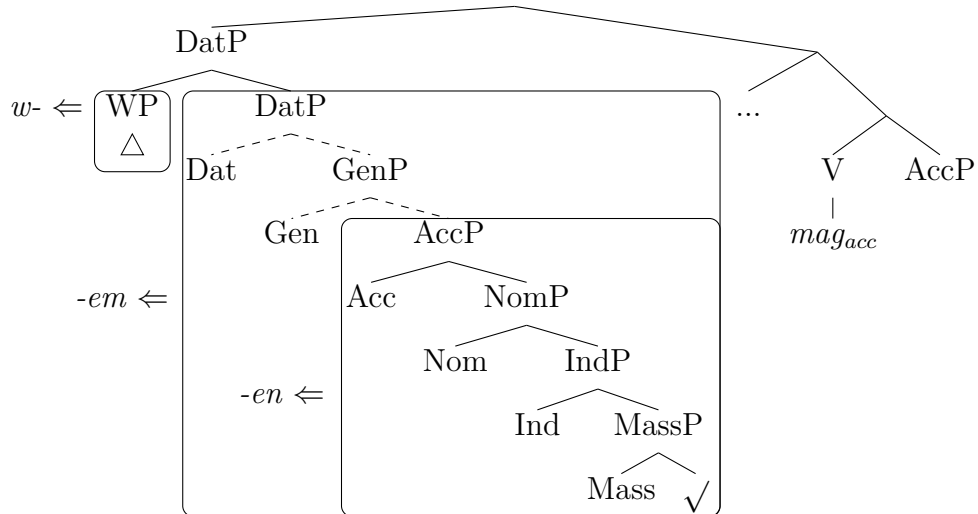 DatP
w- ⇐ WP DatP ...
△ Dat GenP V AccP
Gen AccP mag_acc
-em ⇐ Acc NomP
Nom IndP
-en ⇐ Ind MassP
Mass √